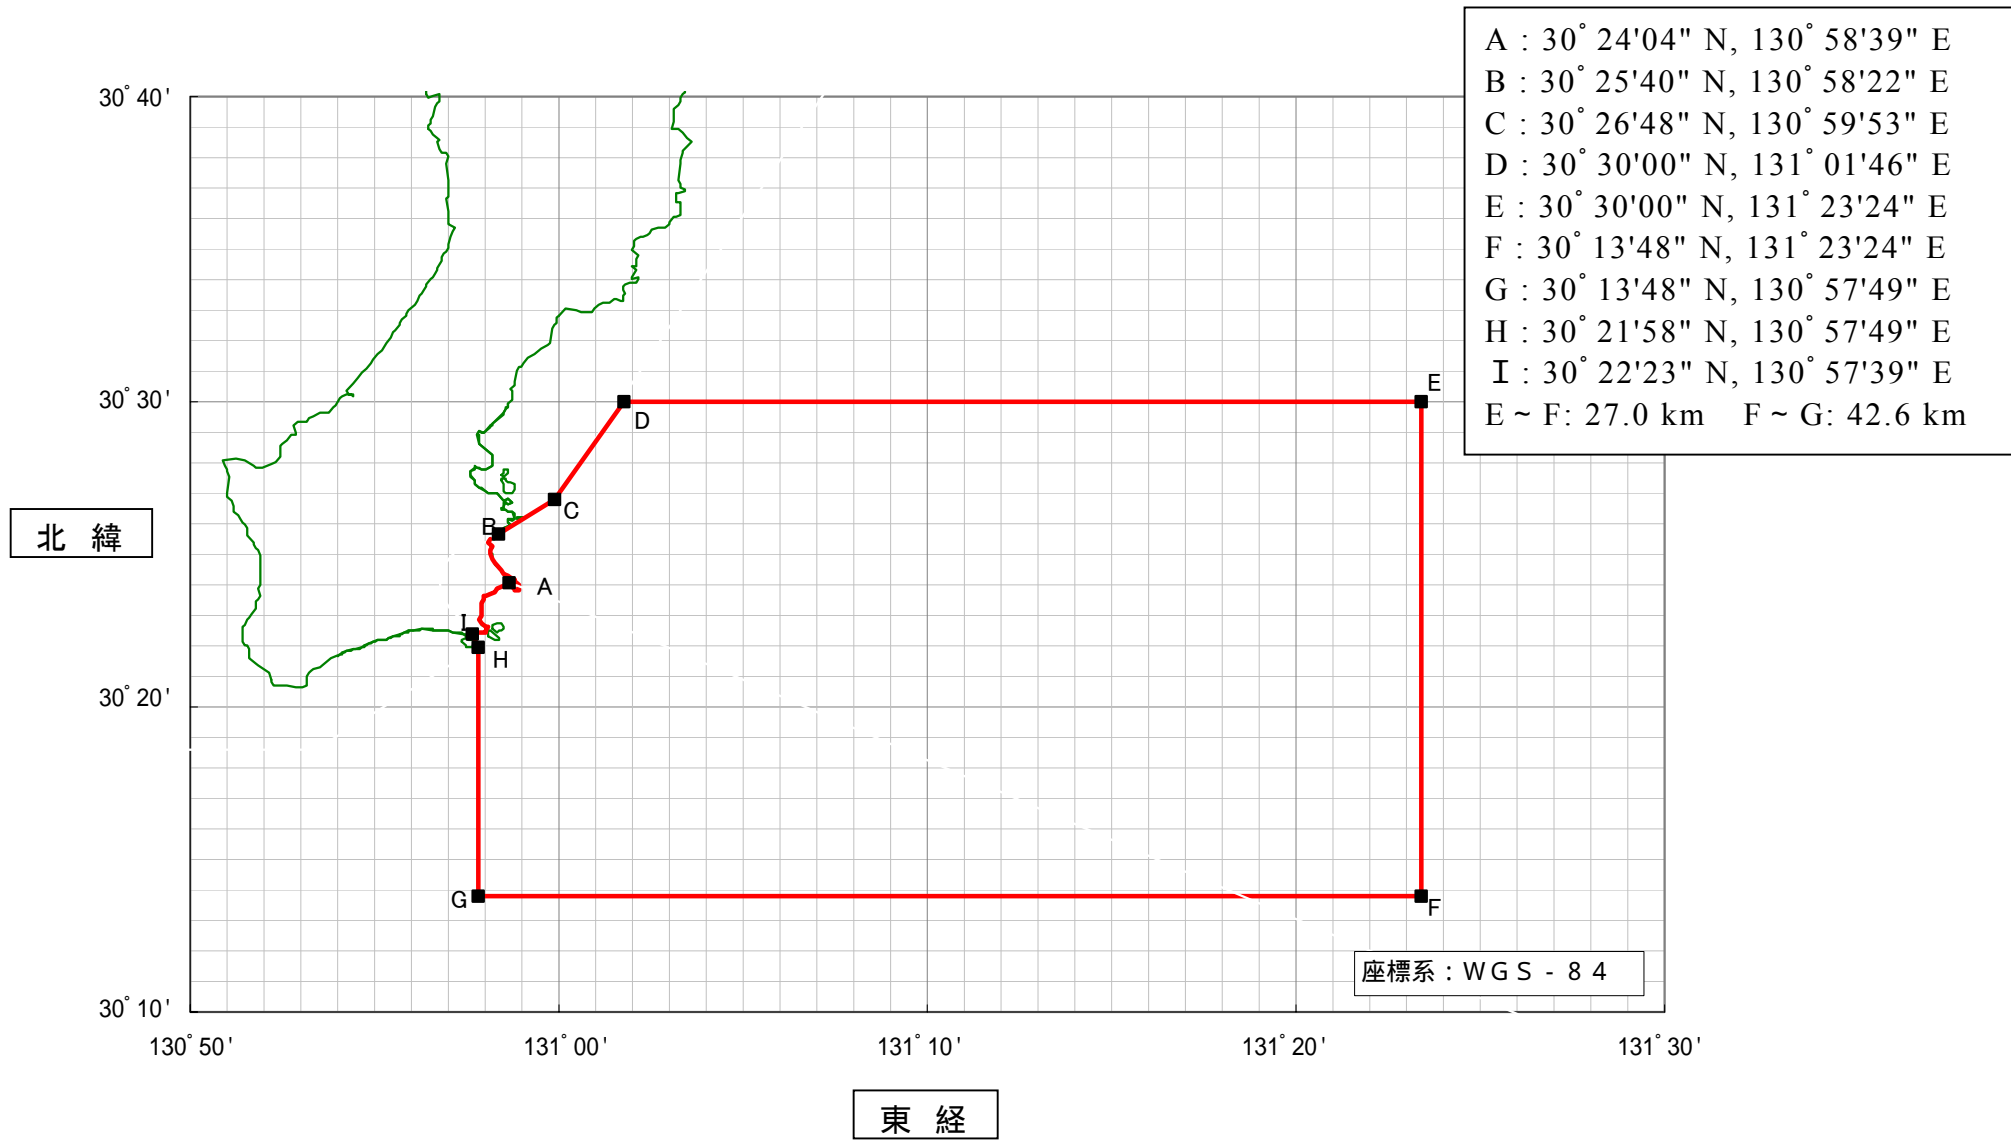 A : 30°24'04" N, 130°58'39" E
B : 30°25'40" N, 130°58'22" E
C : 30°26'48" N, 130°59'53" E
D : 30°30'00" N, 131°01'46" E
E : 30°30'00" N, 131°23'24" E
F : 30°13'48" N, 131°23'24" E
G : 30°13'48" N, 130°57'49" E
H : 30°21'58" N, 130°57'49" E
I : 30°22'23" N, 130°57'39" E
E ~ F: 27.0 km F ~ G: 42.6 km
30°40'
30°30'
30°20'
30°10'
北 緯
E
D
C
B
A
I
H
G
F
座標系：ＷＧＳ‐８４
130°50'
131°00'
131°10'
131°20'
131°30'
東 経